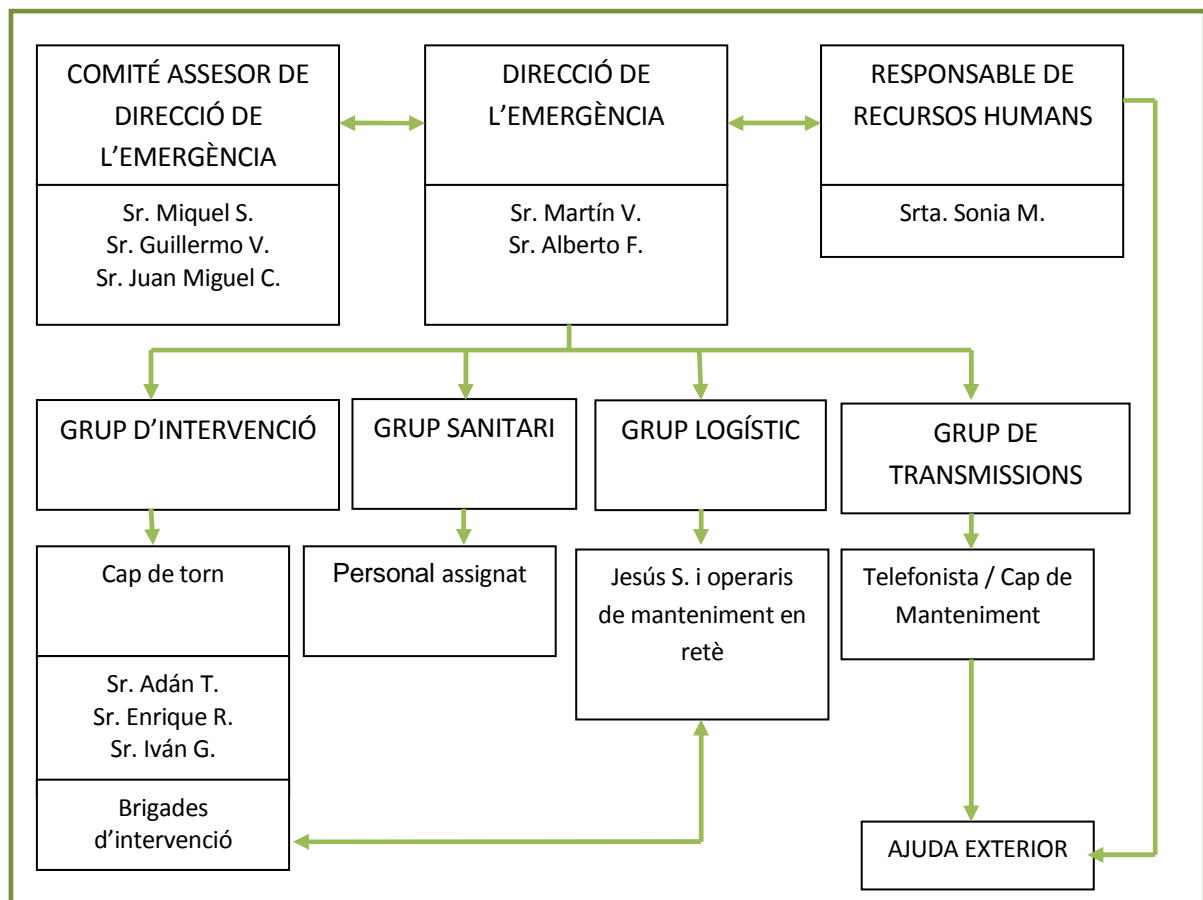 COMITÉ ASSESOR DE
DIRECCIÓ DE
L’EMERGÈNCIA
Sr. Miquel S.
Sr. Guillermo V.
Sr. Juan Miguel C.
DIRECCIÓ DE
L’EMERGÈNCIA
Sr. Martín V.
Sr. Alberto F.
RESPONSABLE DE
RECURSOS HUMANS
Srta. Sonia M.
GRUP D’INTERVENCIÓ
GRUP SANITARI
GRUP LOGÍSTIC
GRUP DE
TRANSMISSIONS
Cap de torn
Sr. Adán T.
Sr. Enrique R.
Sr. Iván G.
Brigades
d’intervenció
Personal assignat
Jesús S. i operaris
de manteniment en
retè
Telefonista / Cap de
Manteniment
AJUDA EXTERIOR